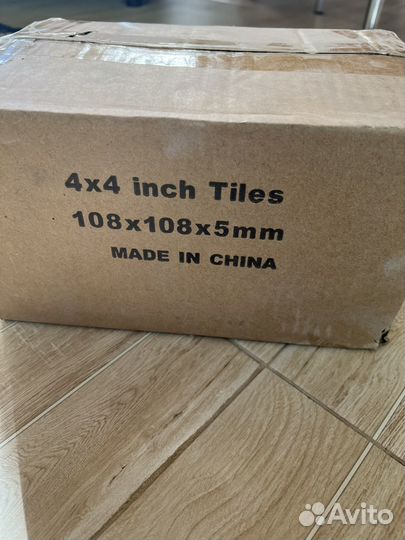 4x4 inch Tiles
108x108x5mm
MADE IN CHINA
Avito